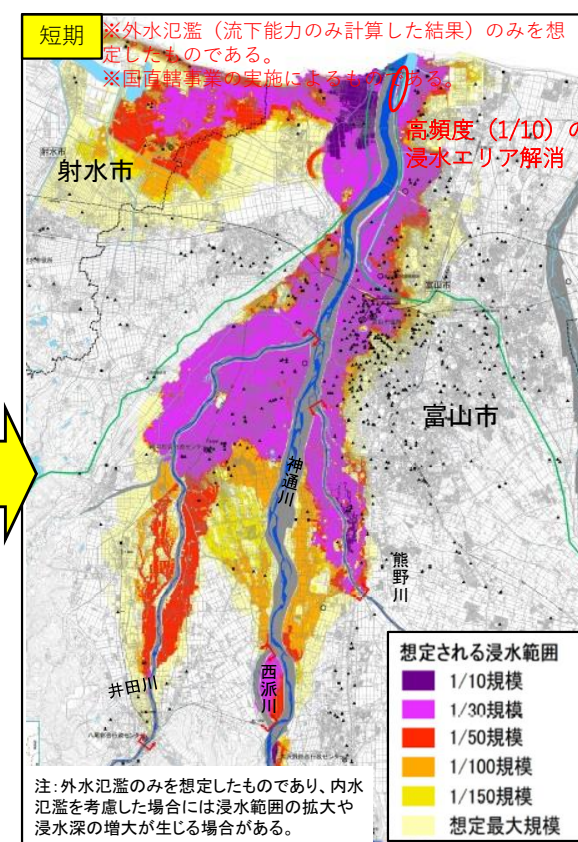 短期
※外水氾濫（流下能力のみ計算した結果）のみを想
定したものである。
※国直轄事業の実施によるものである。
高頻度（1/10）の
浸水エリア解消
射水市
射水市
富山市
富山市
神通川
熊野川
西派川
井田川
想定される浸水範囲
1/10規模
1/30規模
1/50規模
1/100規模
1/150規模
想定最大規模
注：外水氾濫のみを想定したものであり、内水
氾濫を考慮した場合には浸水範囲の拡大や
浸水深の増大が生じる場合がある。